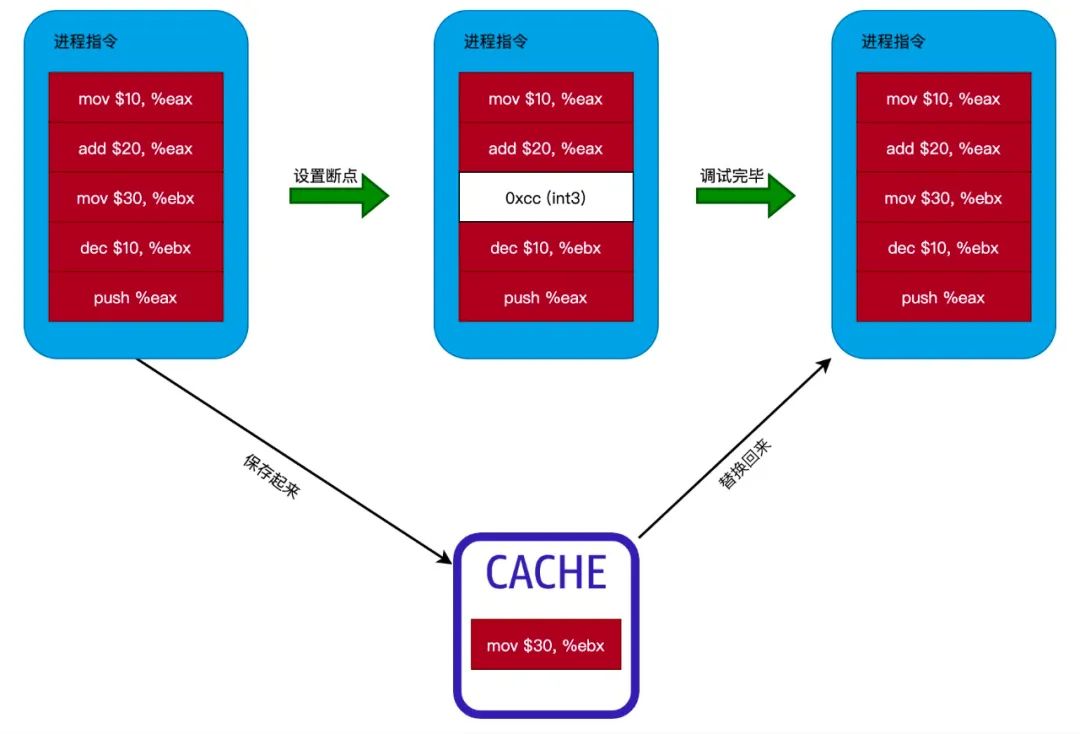 进程指令
mov $10, %eax
add $20, %eax
mov $30, %ebx
dec $10, %ebx
push %eax
设置断点
进程指令
mov $10, %eax
add $20, %eax
0xcc (int3)
dec $10, %ebx
push %eax
调试完毕
进程指令
mov $10, %eax
add $20, %eax
mov $30, %ebx
dec $10, %ebx
push %eax
保存起来
替换回来
CACHE
mov $30, %ebx